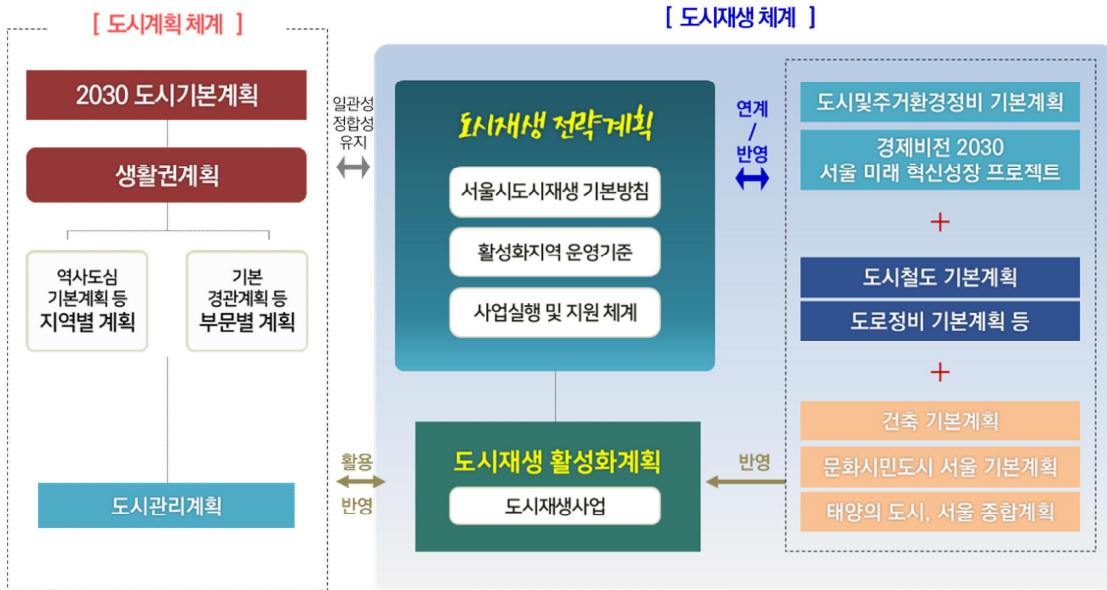 [ 도시계획 체계 ]
2030 도시기본계획
생활권계획
역사도심
기본계획 등
지역별 계획
기본
경관계획 등
부문별 계획
도시관리계획
일관성
정합성
유지
활용
반영
[ 도시재생 체계 ]
도시재생 전략계획
서울시도시재생 기본방침
활성화지역 운영기준
사업실행 및 지원 체계
도시재생 활성화계획
도시재생사업
연계
/
반영
반영
도시및주거환경정비 기본계획
경제비전 2030
서울 미래 혁신성장 프로젝트
+
도시철도 기본계획
도로정비 기본계획 등
+
건축 기본계획
문화시민도시 서울 기본계획
태양의 도시, 서울 종합계획